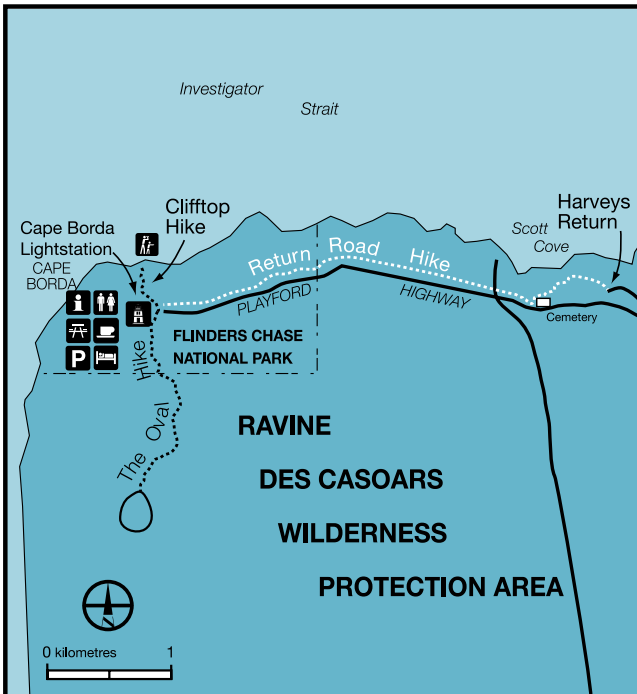 Investigator
Strait
Clifftop
Hike
Harveys
Return
Scott
Cove
Cape Borda
Lightstation
CAPE
BORDA
Return Road Hike
PLAYFORD HIGHWAY
Cemetery
i
P
FLINDERS CHASE
NATIONAL PARK
The Oval Hike
RAVINE
DES CASOARS
WILDERNESS
PROTECTION AREA
0 kilometres 1